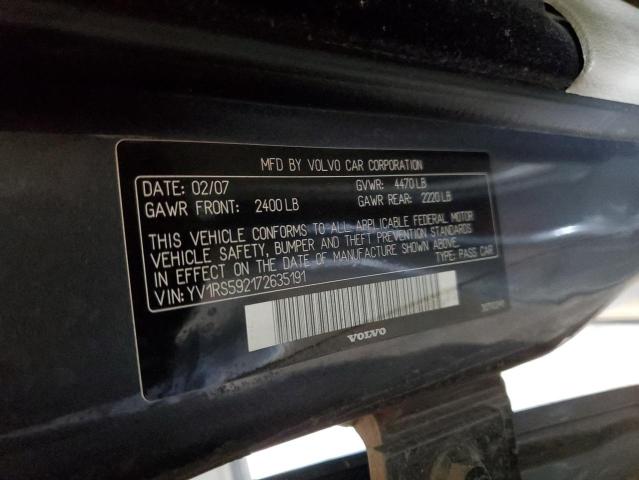 MFD BY VOLVO CAR CORPORATION
DATE: 02/07 GVWR: 4470 LB
GAWR FRONT: 2400 LB GAWR REAR: 2220 LB
THIS VEHICLE CONFORMS TO ALL APPLICABLE FEDERAL MOTOR
VEHICLE SAFETY, BUMPER AND THEFT PREVENTION STANDARDS
IN EFFECT ON THE DATE OF MANUFACTURE SHOWN ABOVE.
VIN: YV1RS592172635191 TYPE: PASS CAR
VOLVO